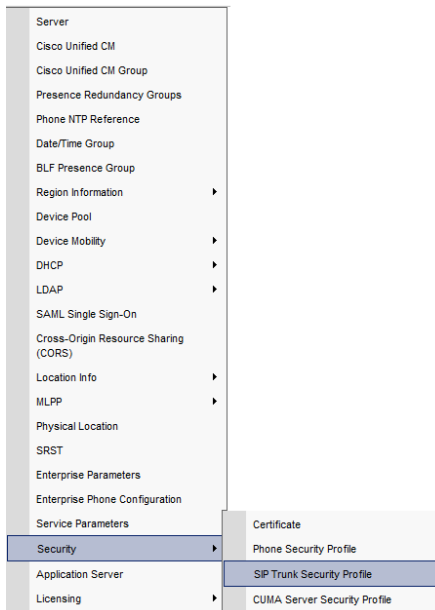 Server
Cisco Unified CM
Cisco Unified CM Group
Presence Redundancy Groups
Phone NTP Reference
Date/Time Group
BLF Presence Group
Region Information
Device Pool
Device Mobility
DHCP
LDAP
SAML Single Sign-On
Cross-Origin Resource Sharing
(CORS)
Location Info
MLPP
Physical Location
SRST
Enterprise Parameters
Enterprise Phone Configuration
Service Parameters
Security
Application Server
Licensing
Certificate
Phone Security Profile
SIP Trunk Security Profile
CUMA Server Security Profile